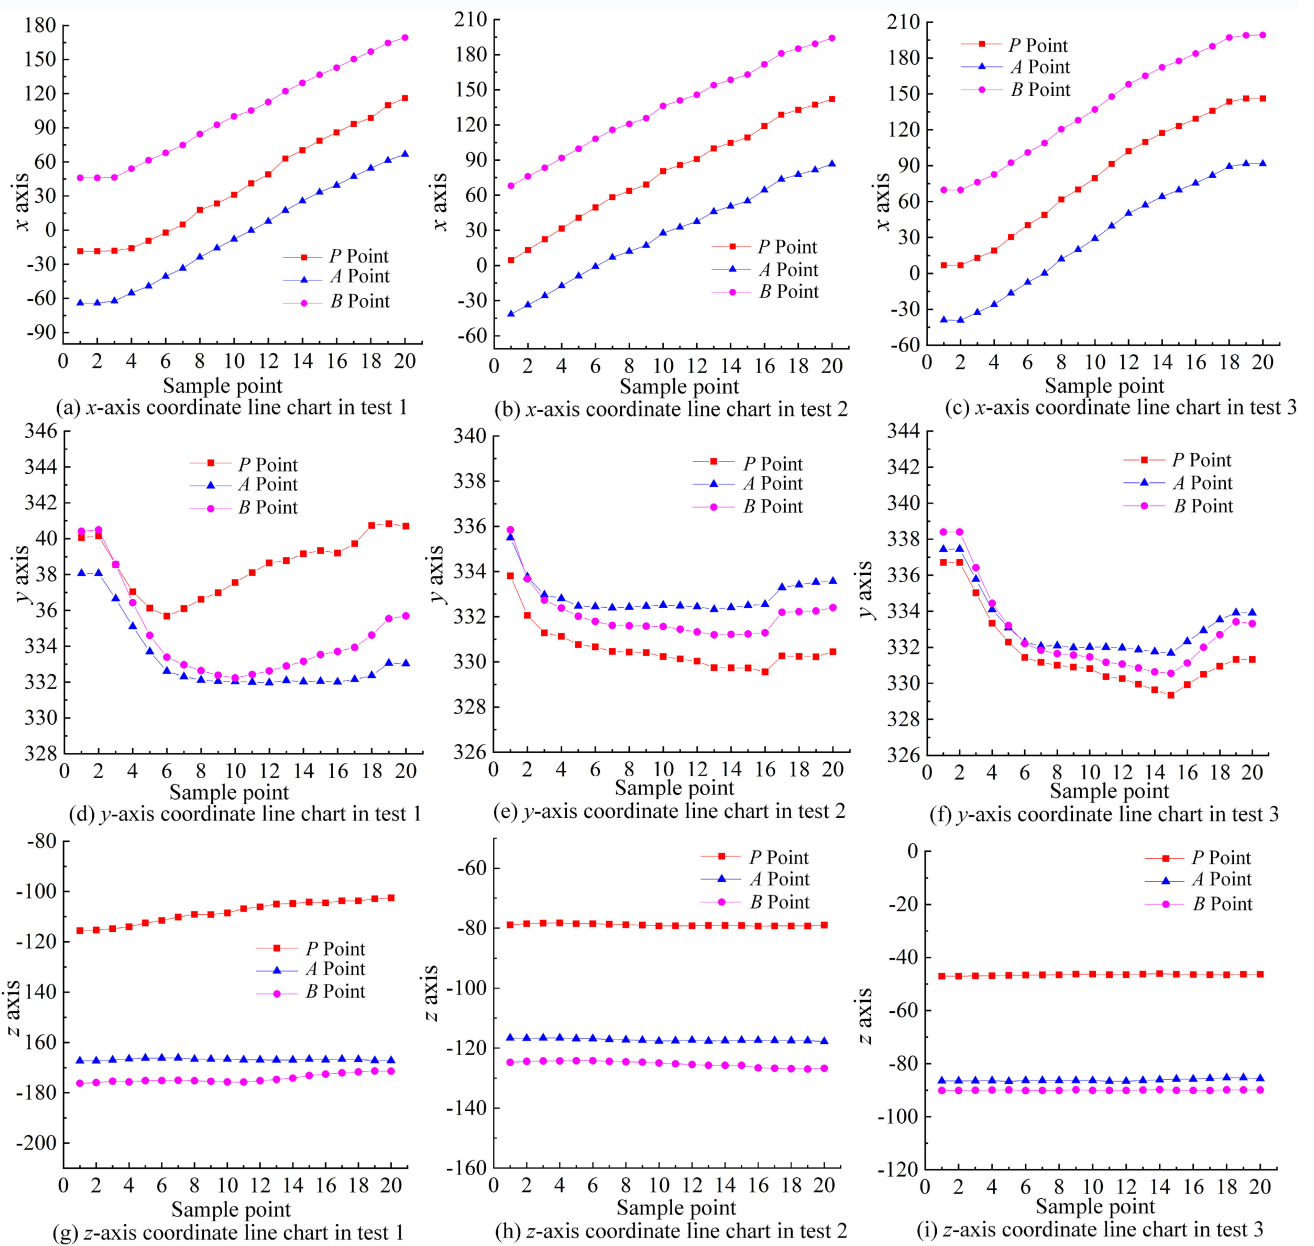 180
150
120
90
60
30
0
-30
-60
-90
x axis
P Point
A Point
B Point
0 2 4 6 8 10 12 14 16 18 20
Sample point
(a) x-axis coordinate line chart in test 1
210
180
150
120
90
60
30
0
-30
-60
x axis
P Point
A Point
B Point
0 2 4 6 8 10 12 14 16 18 20
Sample point
(b) x-axis coordinate line chart in test 2
210
180
150
120
90
60
30
0
-30
-60
x axis
P Point
A Point
B Point
0 2 4 6 8 10 12 14 16 18 20
Sample point
(c) x-axis coordinate line chart in test 3
346
344
342
340
338
336
333
332
330
328
y axis
P Point
A Point
B Point
0 2 4 6 8 10 12 14 16 18 20
Sample point
(d) y-axis coordinate line chart in test 1
340
338
336
334
332
330
328
326
y axis
P Point
A Point
B Point
0 2 4 6 8 10 12 14 16 18 20
Sample point
(e) y-axis coordinate line chart in test 2
344
342
340
338
336
334
332
330
328
326
y axis
P Point
A Point
B Point
0 2 4 6 8 10 12 14 16 18 20
Sample point
(f) y-axis coordinate line chart in test 3
-80
-100
-120
-140
-160
-180
-200
z axis
P Point
A Point
B Point
0 2 4 6 8 10 12 14 16 18 20
Sample point
(g) z-axis coordinate line chart in test 1
-60
-80
-100
-120
-140
-160
z axis
P Point
A Point
B Point
0 2 4 6 8 10 12 14 16 18 20
Sample point
(h) z-axis coordinate line chart in test 2
0
-20
-40
-60
-80
-100
-120
z axis
P Point
A Point
B Point
0 2 4 6 8 10 12 14 16 18 20
Sample point
(i) z-axis coordinate line chart in test 3